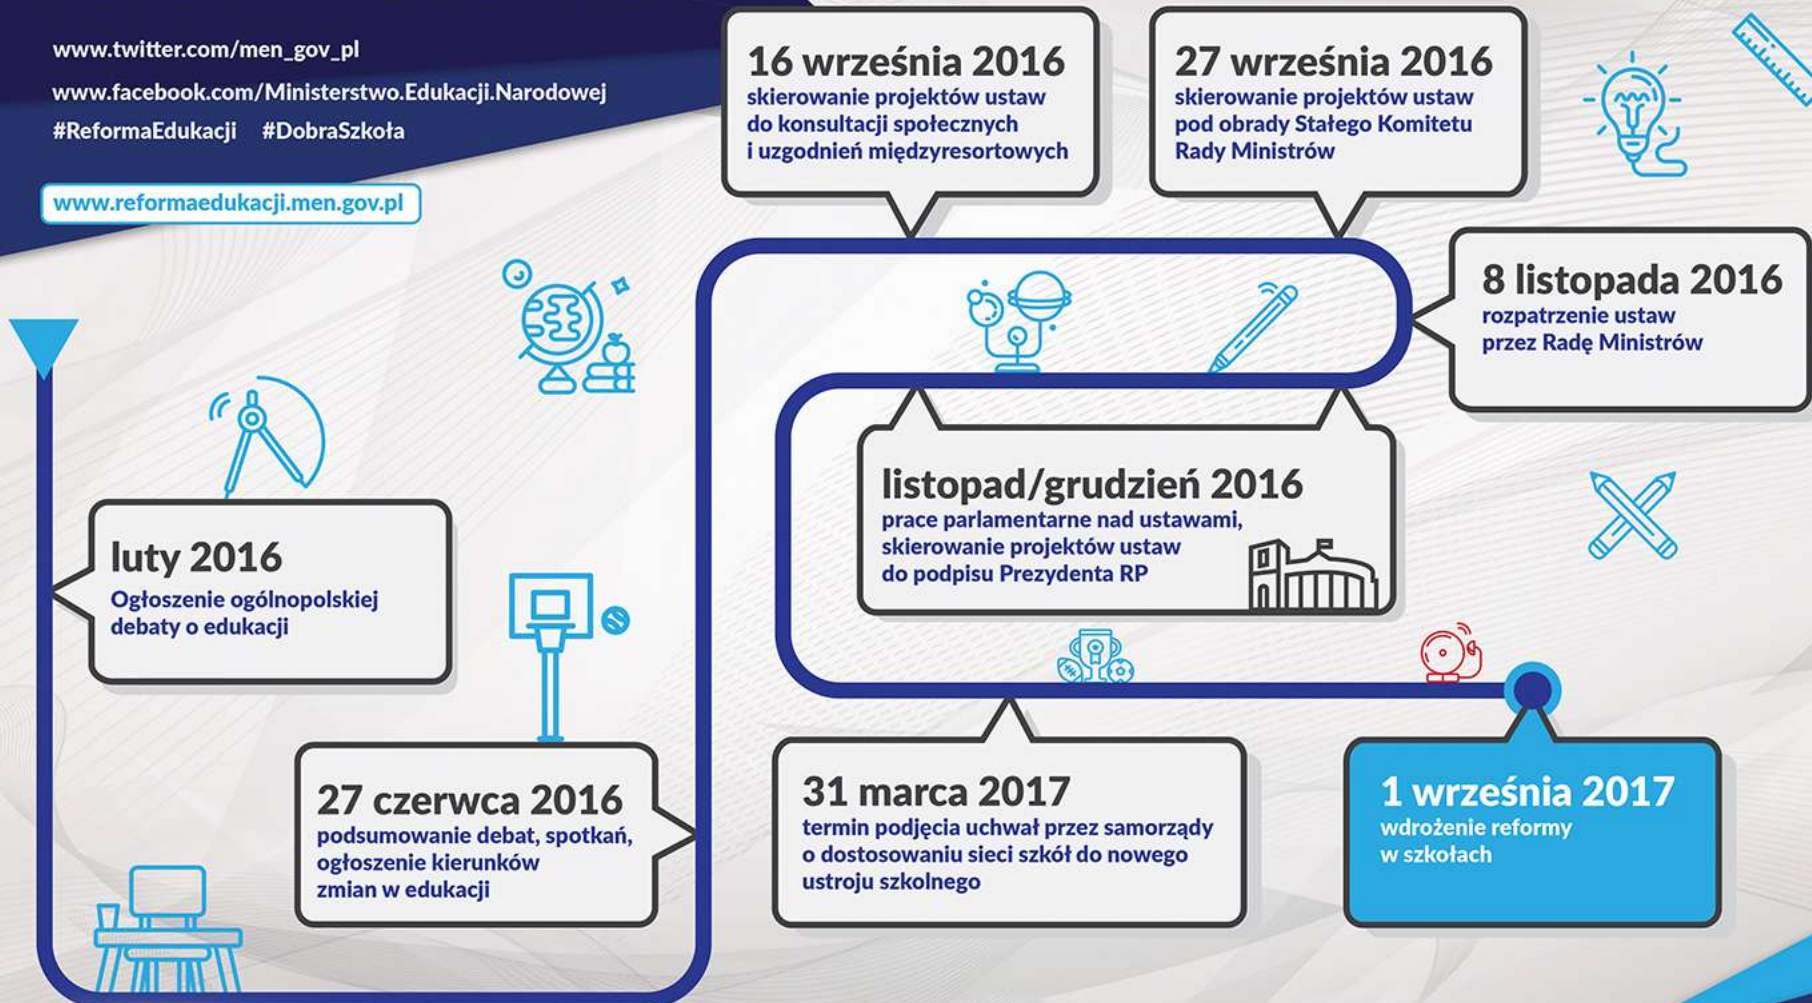 www.twitter.com/men_gov_pl
www.facebook.com/Ministerstwo.Edukacji.Narodowej
#ReformaEdukacji #DobraSzkoła
www.reformaedukacji.men.gov.pl
luty 2016
Ogłoszenie ogólnopolskiej
debaty o edukacji
27 czerwca 2016
podsumowanie debat, spotkań,
ogłoszenie kierunków
zmian w edukacji
16 września 2016
skierowanie projektów ustaw
do konsultacji społecznych
i uzgodnień międzyresortowych
27 września 2016
skierowanie projektów ustaw
pod obrady Stałego Komitetu
Rady Ministrów
8 listopada 2016
rozpatrzenie ustaw
przez Radę Ministrów
listopad/grudzień 2016
prace parlamentarne nad ustawami,
skierowanie projektów ustaw
do podpisu Prezydenta RP
31 marca 2017
termin podjęcia uchwał przez samorządy
o dostosowaniu sieci szkół do nowego
ustroju szkolnego
1 września 2017
wdrożenie reformy
w szkołach